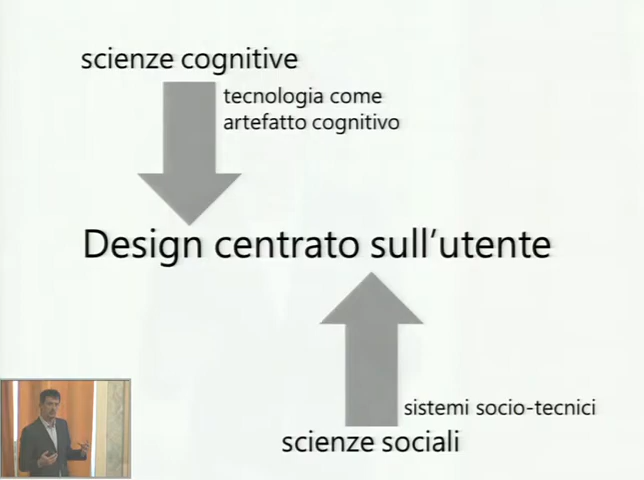 scienze cognitive
tecnologia come
artefatto cognitivo
Design centrato sull'utente
sistemi socio-tecnici
scienze sociali